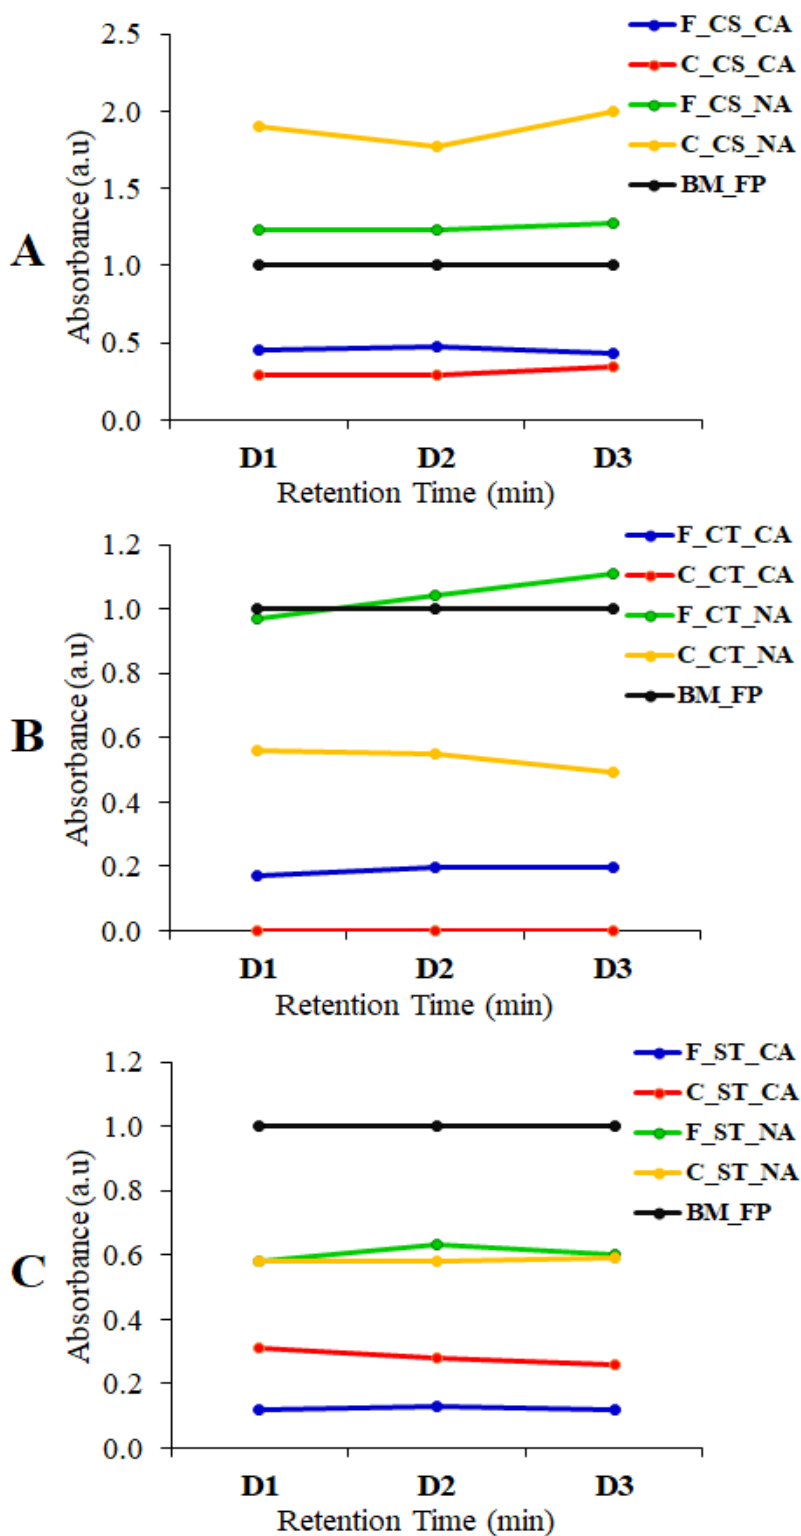 A
Absorbance (a.u)
2.5
2.0
1.5
1.0
0.5
0.0
D1 D2 D3
Retention Time (min)
F_CS_CA
C_CS_CA
F_CS_NA
C_CS_NA
BM_FP
B
Absorbance (a.u)
1.2
1.0
0.8
0.6
0.4
0.2
0.0
D1 D2 D3
Retention Time (min)
F_CT_CA
C_CT_CA
F_CT_NA
C_CT_NA
BM_FP
C
Absorbance (a.u)
1.2
1.0
0.8
0.6
0.4
0.2
0.0
D1 D2 D3
Retention Time (min)
F_ST_CA
C_ST_CA
F_ST_NA
C_ST_NA
BM_FP